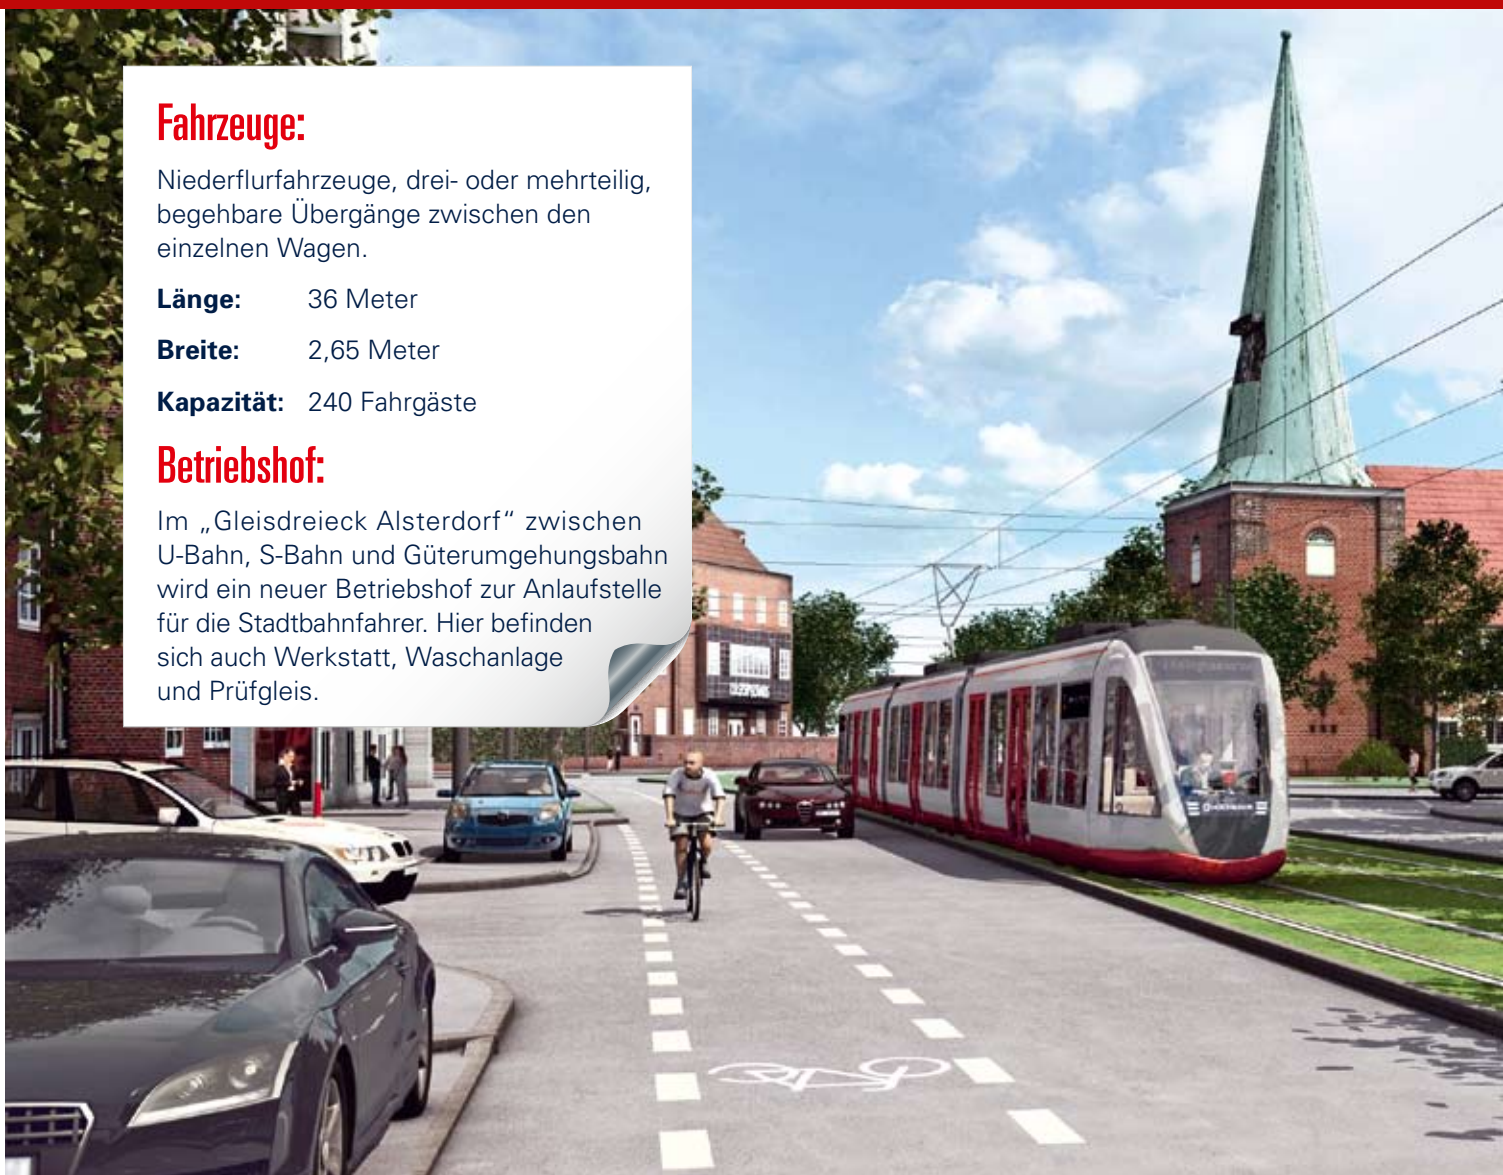 Fahrzeuge:
Niederflurfahrzeuge, drei- oder mehrteilig,
begehbare Übergänge zwischen den
einzelnen Wagen.
Länge: 36 Meter
Breite: 2,65 Meter
Kapazität: 240 Fahrgäste
Betriebshof:
Im „Gleisdreieck Alsterdorf“ zwischen
U-Bahn, S-Bahn und Güterumgehungsbahn
wird ein neuer Betriebshof zur Anlaufstelle
für die Stadtbahnfahrer. Hier befinden
sich auch Werkstatt, Waschanlage
und Prüfgleis.